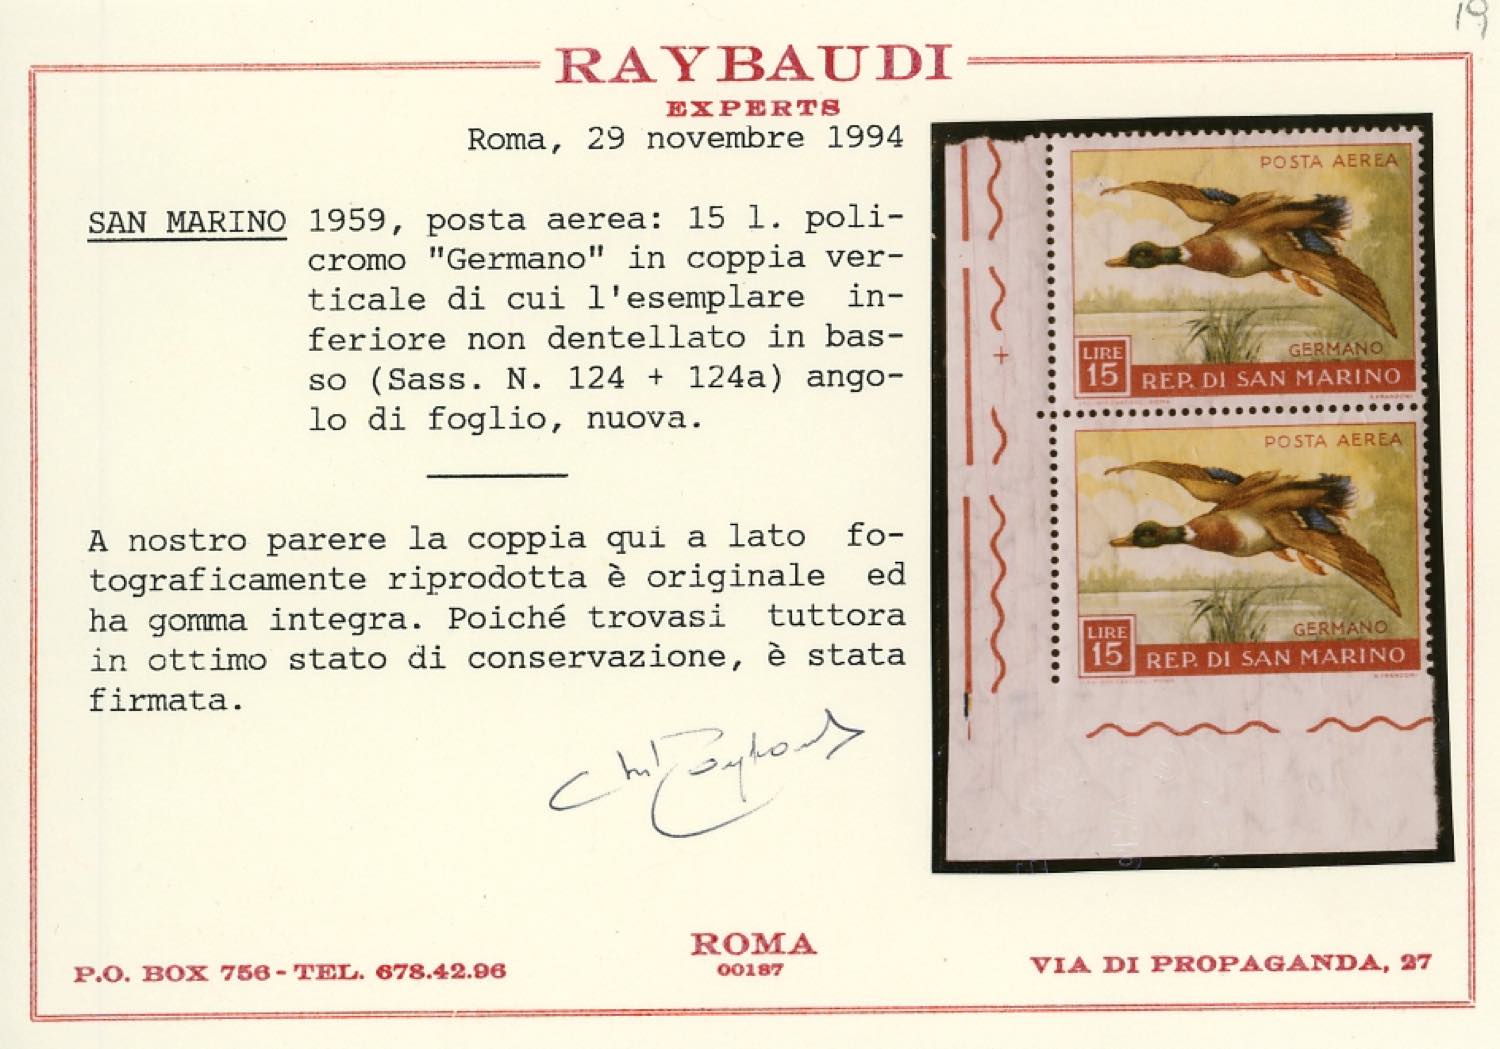 19
RAYBAUDI
EXPERTS
Roma, 29 novembre 1994
SAN MARINO 1959, posta aerea: 15 l. poli-
cromo "Germano" in coppia ver-
ticale di cui l'esemplare in-
feriore non dentellato in bas-
so (Sass. N. 124 + 124a) ango-
lo di foglio, nuova.
A nostro parere la coppia qui a lato fo-
tograficamente riprodotta è originale ed
ha gomma integra. Poiché trovasi tuttora
in ottimo stato di conservazione, è stata
firmata.
POSTA AEREA
GERMANO
LIRE
15 REP. DI SAN MARINO
POSTA AEREA
GERMANO
LIRE
15 REP. DI SAN MARINO
ROMA
00187
P.O. BOX 756 - TEL. 678.42.96
VIA DI PROPAGANDA, 27